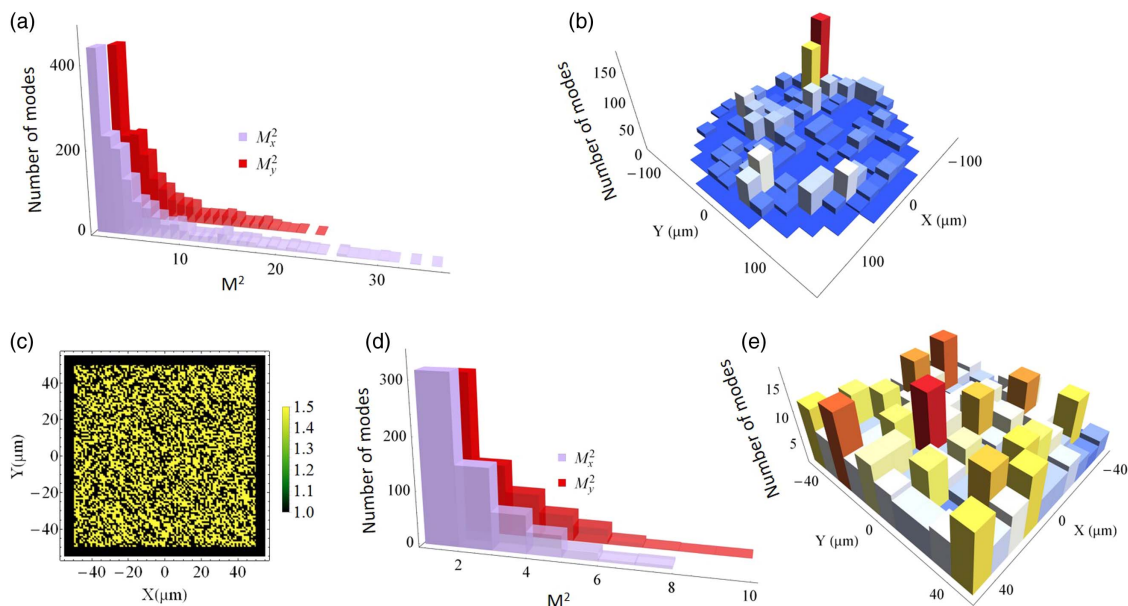 (a)
Number of modes
400
200
0
10
20
30
M²
M²ₓ
M²ᵧ
(b)
Number of modes
150
100
50
0
−100
0
100
Y (μm)
−100
0
100
X (μm)
(c)
Y(μm)
40
20
0
−20
−40
−40 −20 0 20 40
X(μm)
1.5
1.4
1.3
1.2
1.1
1.0
(d)
Number of modes
300
200
100
0
2
4
6
8
10
M²
M²ₓ
M²ᵧ
(e)
Number of modes
15
10
5
−40
0
40
Y (μm)
−40
0
40
X (μm)